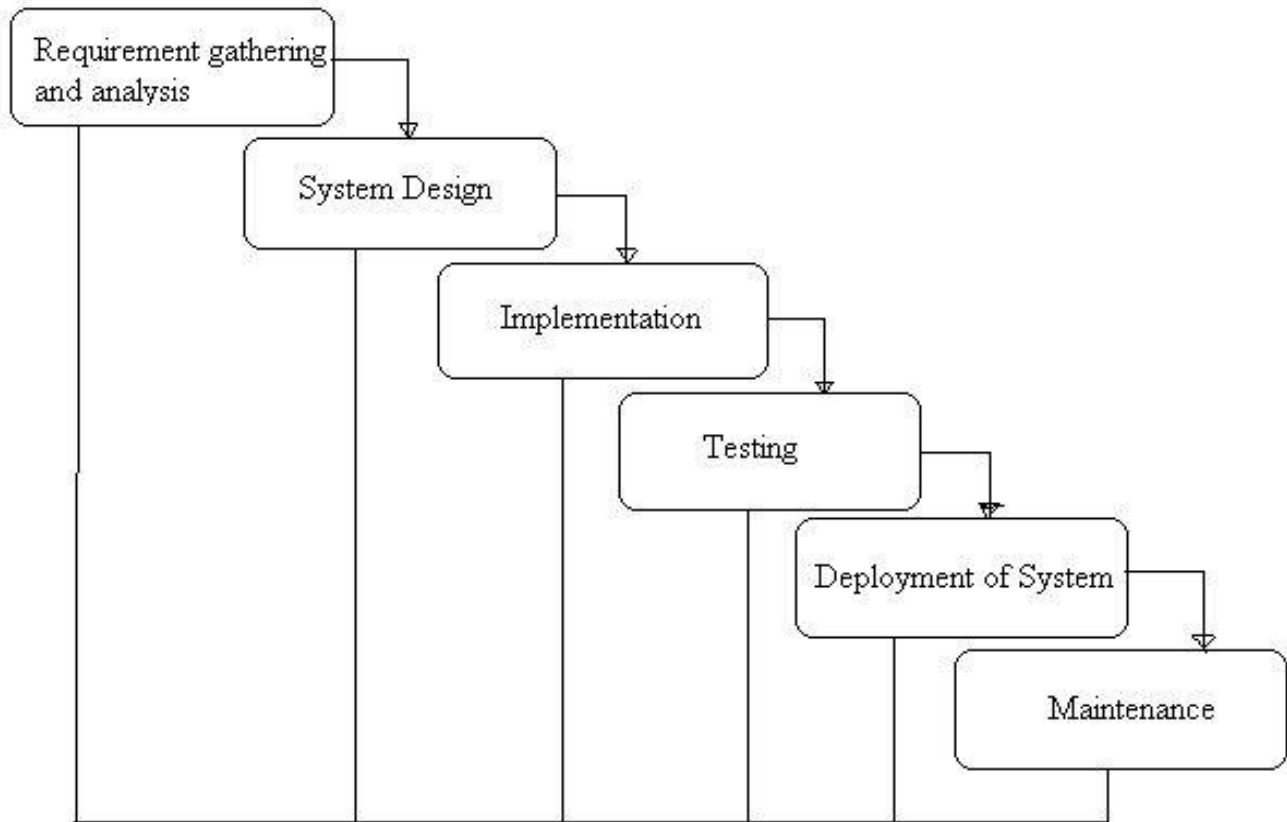 Requirement gathering
and analysis
System Design
Implementation
Testing
Deployment of System
Maintenance